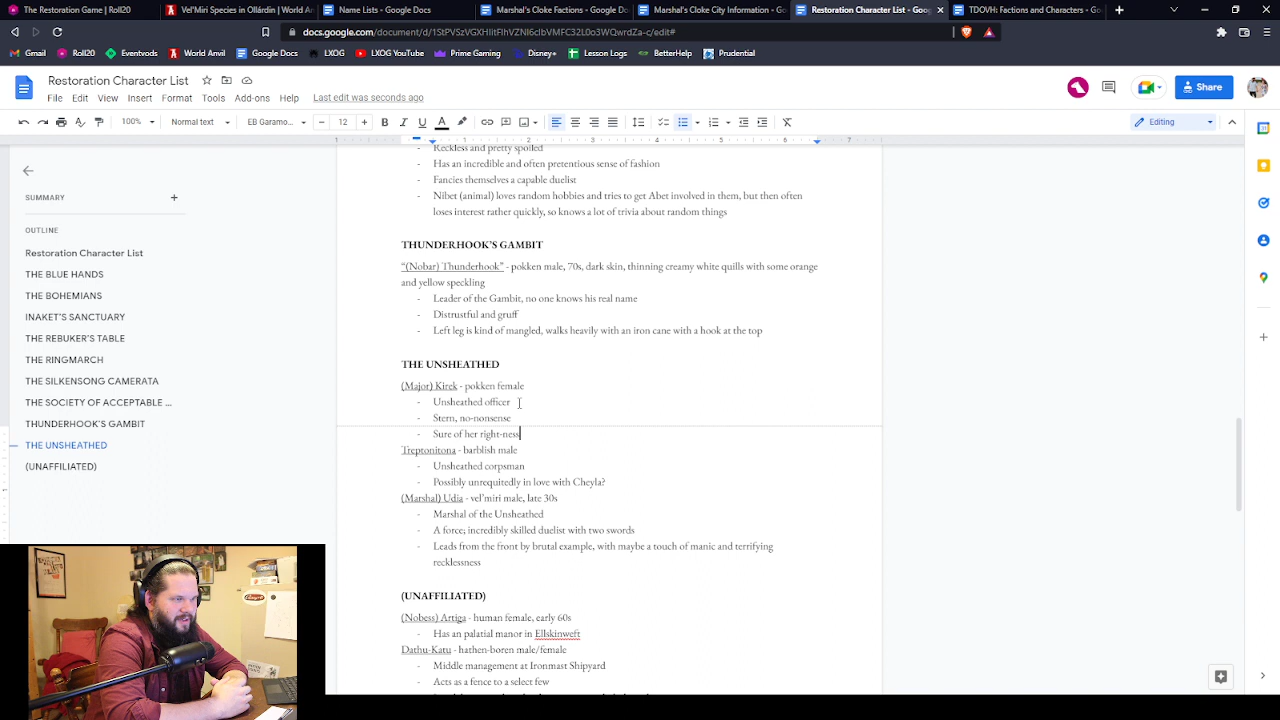 The Restoration Game | Roll20
Vel'Miri Species in Ollárdin | World A
Name Lists - Google Docs
Marshal's Cloke Factions - Google Do
Marshal's Cloke City Information - Go
Restoration Character List - Google
TDOVH: Factions and Characters - Go
docs.google.com/document/d/1StPVSzVGXHIitFIhVZNI6cIbVMFC32L0o3WQwrdZa-c/edit#
Gmail
Roll20
Eventods
World Anvil
Google Docs
LXOG
LXOG YouTube
Prime Gaming
Disney+
Lesson Logs
BetterHelp
Prudential
Restoration Character List
File Edit View Insert Format Tools Add-ons Help Last edit was seconds ago
Share
100% Normal text EB Garamo... 12
Editing
SUMMARY
OUTLINE
Restoration Character List
THE BLUE HANDS
THE BOHEMIANS
INAKET'S SANCTUARY
THE REBUKER'S TABLE
THE RINGMARCH
THE SILKENSONG CAMERATA
THE SOCIETY OF ACCEPTABLE ...
THUNDERHOOK'S GAMBIT
THE UNSHEATHED
(UNAFFILIATED)
- Reckless and pretty spoiled
- Has an incredible and often pretentious sense of fashion
- Fancies themselves a capable duelist
- Nibet (animal) loves random hobbies and tries to get Abet involved in them, but then often
loses interest rather quickly, so knows a lot of trivia about random things
THUNDERHOOK'S GAMBIT
"(Nobar) Thunderhook" - pokken male, 70s, dark skin, thinning creamy white quills with some orange
and yellow speckling
- Leader of the Gambit, no one knows his real name
- Distrustful and gruff
- Left leg is kind of mangled, walks heavily with an iron cane with a hook at the top
THE UNSHEATHED
(Major) Kirek - pokken female
- Unsheathed officer
- Stern, no-nonsense
- Sure of her right-ness
Treptonitona - barblish male
- Unsheathed corpsman
- Possibly unrequitedly in love with Cheyla?
(Marshal) Udia - vel'miri male, late 30s
- Marshal of the Unsheathed
- A force; incredibly skilled duelist with two swords
- Leads from the front by brutal example, with maybe a touch of manic and terrifying
recklessness
(UNAFFILIATED)
(Nobess) Artiga - human female, early 60s
- Has an palatial manor in Ellskinweft
Dathu-Katu - hathen-boren male/female
- Middle management at Ironmast Shipyard
- Acts as a fence to a select few